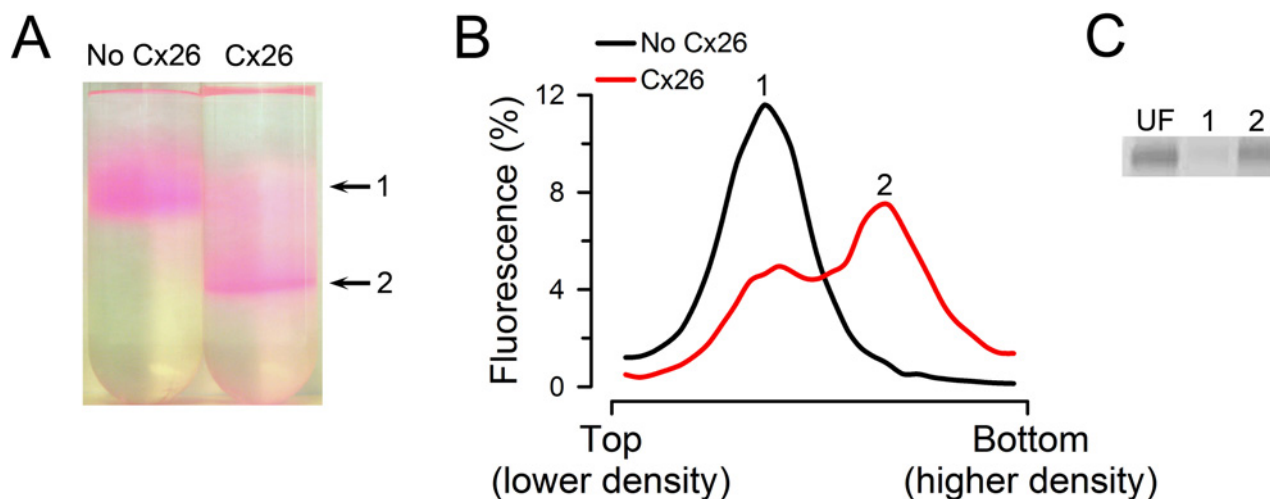 A
No Cx26 Cx26
1
2
B
No Cx26
Cx26
Fluorescence (%)
12
8
4
0
1
2
Top
(lower density)
Bottom
(higher density)
C
UF 1 2